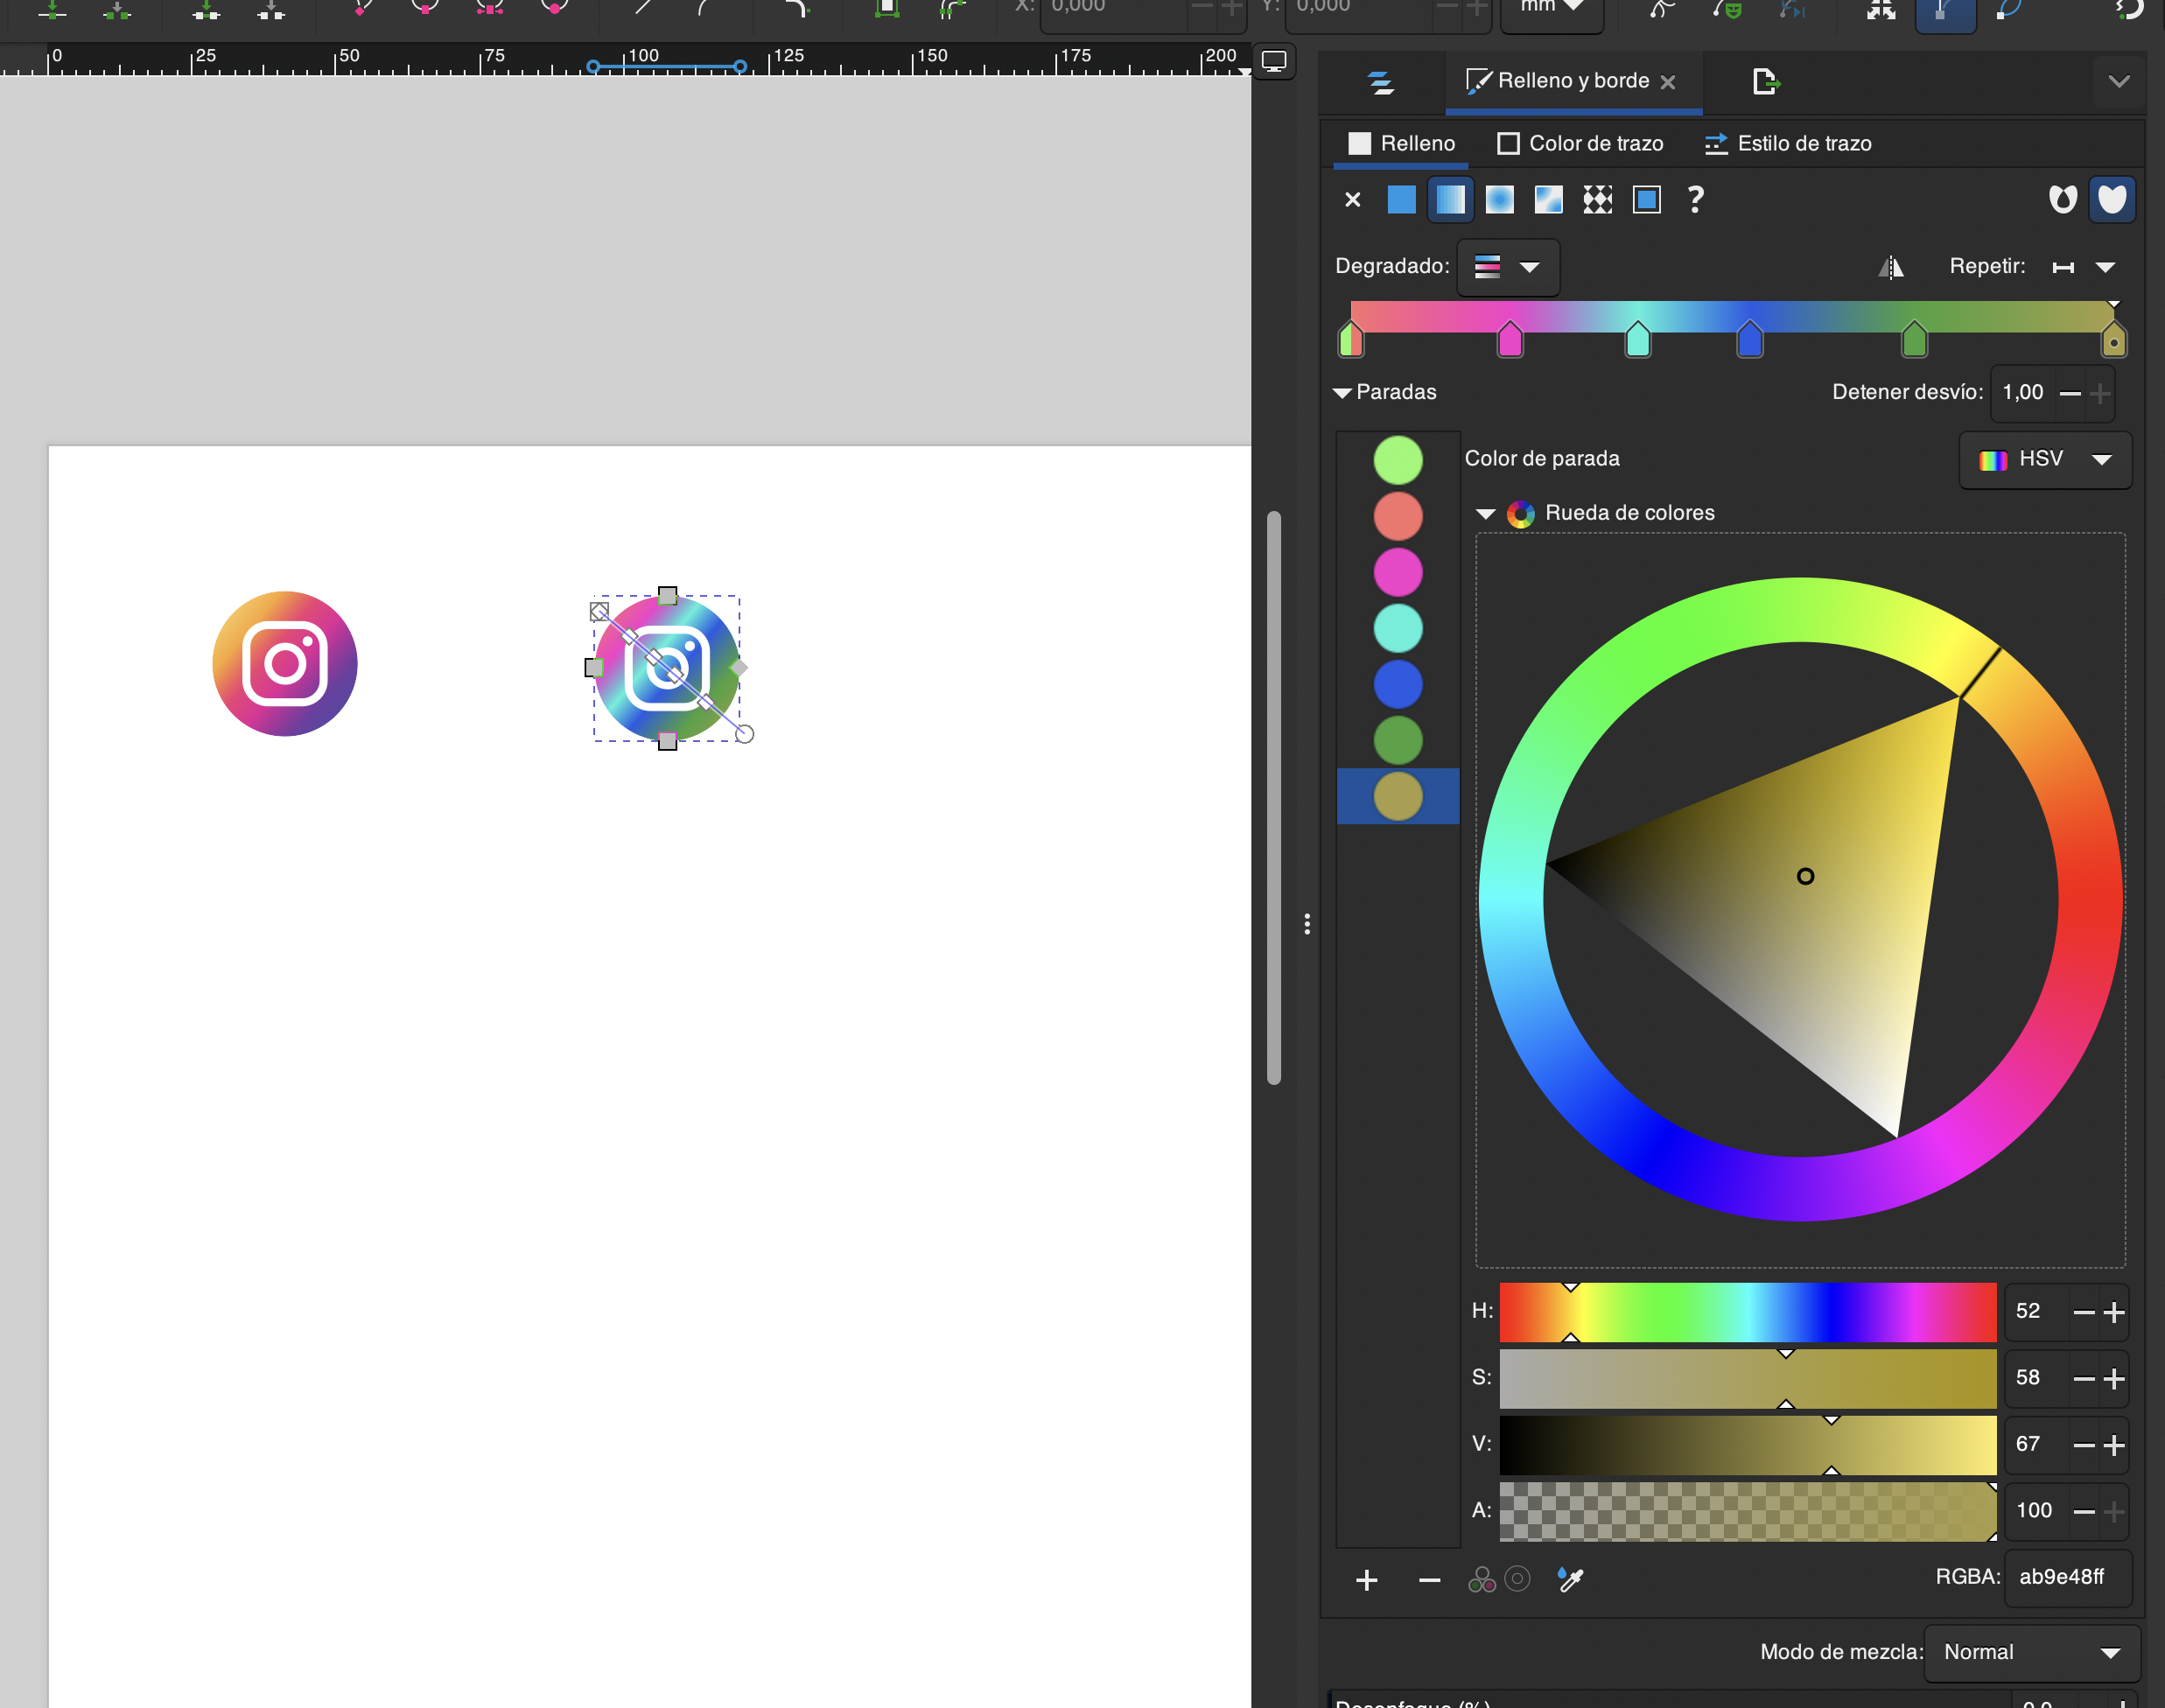 X: 0,000 Y: 0,000 mm
0 25 50 75 100 125 150 175 200
Relleno y borde
Relleno Color de trazo Estilo de trazo
?
Degradado: Repetir:
Paradas Detener desvío: 1,00
Color de parada HSV
Rueda de colores
H: 52
S: 58
V: 67
A: 100
RGBA: ab9e48ff
Modo de mezcla: Normal
Desenfoque (%) 0,0